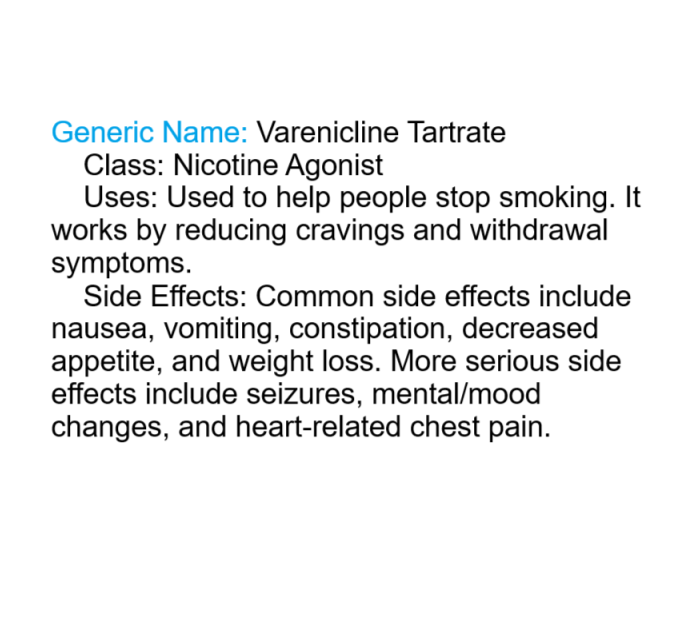 Generic Name: Varenicline Tartrate
Class: Nicotine Agonist
Uses: Used to help people stop smoking. It
works by reducing cravings and withdrawal
symptoms.
Side Effects: Common side effects include
nausea, vomiting, constipation, decreased
appetite, and weight loss. More serious side
effects include seizures, mental/mood
changes, and heart-related chest pain.